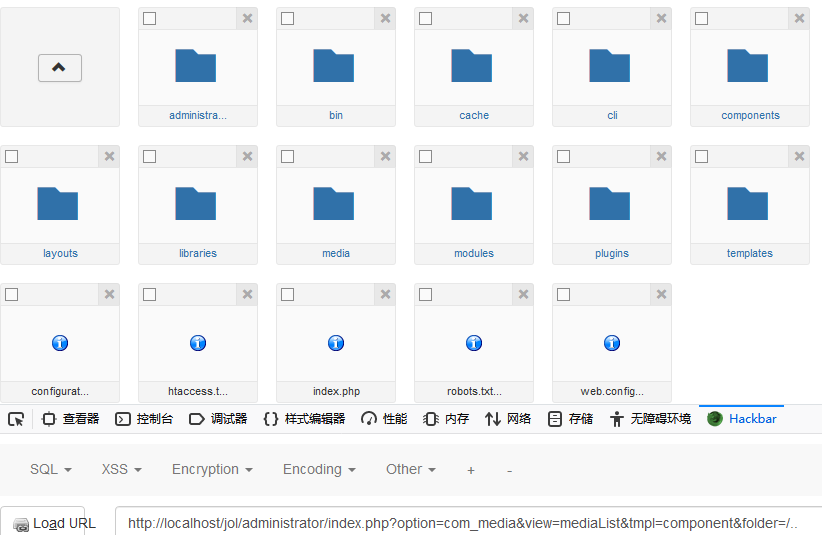 administra... bin cache cli components
layouts libraries media modules plugins templates
configurat... htaccess.t... index.php robots.txt... web.config...
查看器 控制台 调试器 样式编辑器 性能 内存 网络 存储 无障碍环境 Hackbar
SQL XSS Encryption Encoding Other + -
Load URL http://localhost/jol/administrator/index.php?option=com_media&view=mediaList&tmpl=component&folder=/..